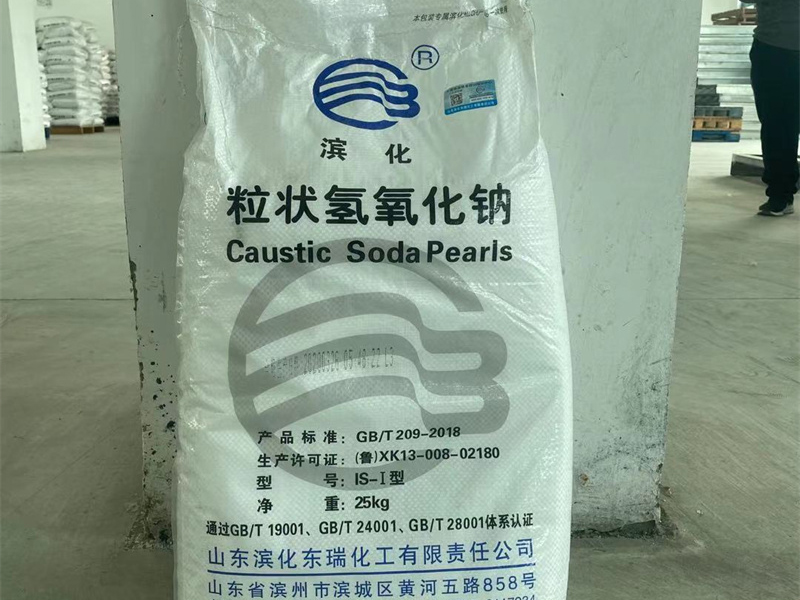 ®
滨化
粒状氢氧化钠
Caustic Soda Pearls
产品标准：GB/T 209-2018
生产许可证：(鲁)XK13-008-02180
型号：IS-Ⅰ型
净重：25kg
通过GB/T 19001、GB/T 24001、GB/T 28001体系认证
山东滨化东瑞化工有限责任公司
山东省滨州市滨城区黄河五路858号